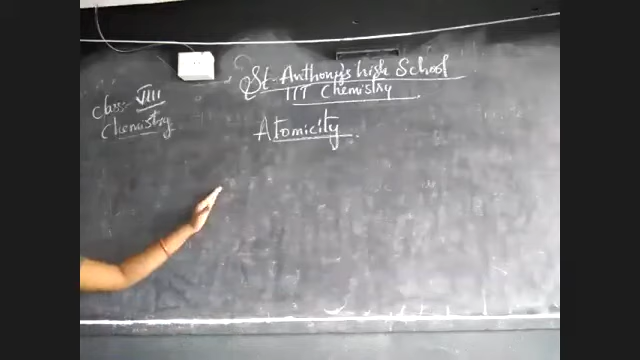 St. Anthony's high School
IIT Chemistry
Class VIII
Chemistry
Atomicity.